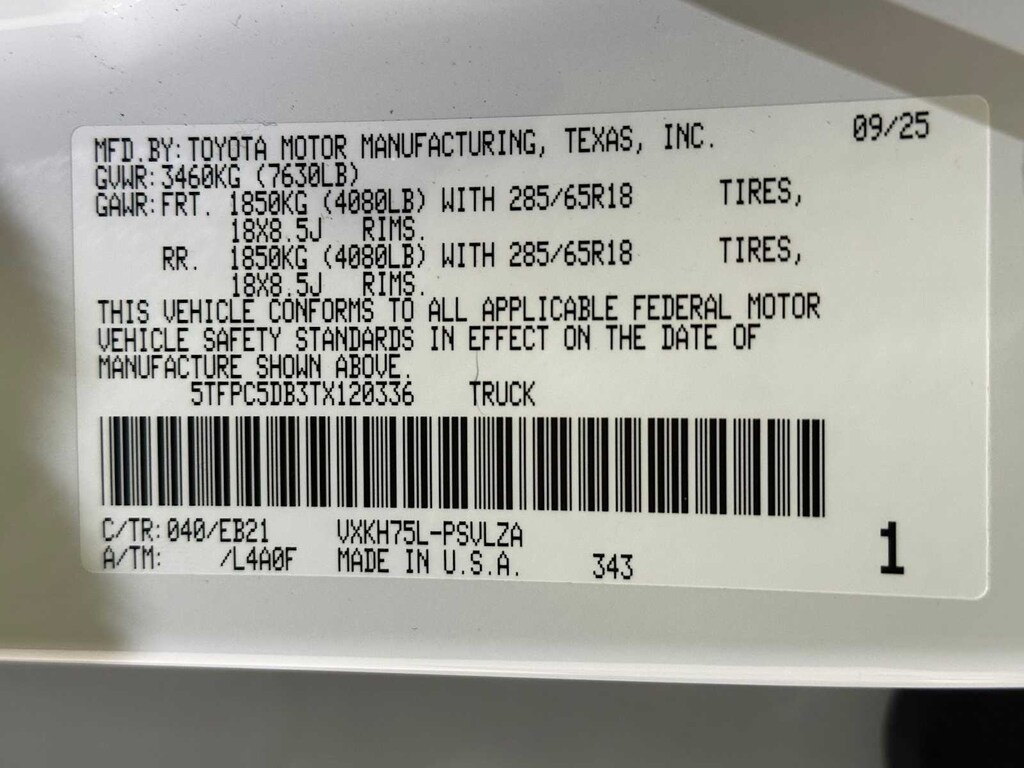 MFD.BY:TOYOTA MOTOR MANUFACTURING, TEXAS, INC. 09/25
GVWR:3460KG (7630LB)
GAWR:FRT. 1850KG (4080LB) WITH 285/65R18 TIRES,
18X8.5J RIMS.
RR. 1850KG (4080LB) WITH 285/65R18 TIRES,
18X8.5J RIMS.
THIS VEHICLE CONFORMS TO ALL APPLICABLE FEDERAL MOTOR
VEHICLE SAFETY STANDARDS IN EFFECT ON THE DATE OF
MANUFACTURE SHOWN ABOVE.
5TFPC5DB3TX120336 TRUCK
C/TR:040/EB21 VXKH75L-PSVLZA
A/TM: /L4A0F MADE IN U.S.A. 343 1